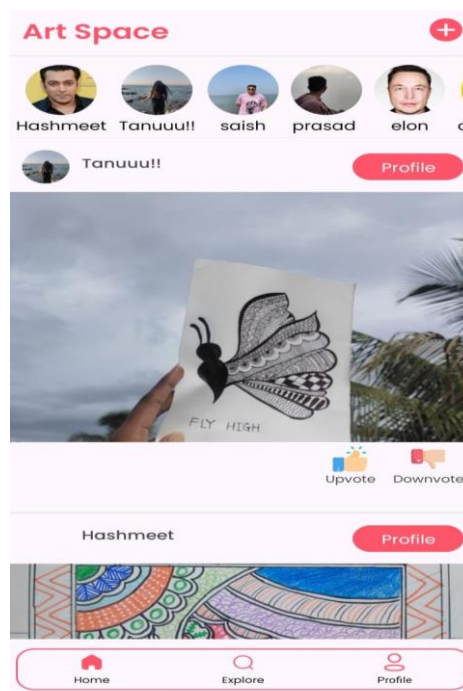 Art Space
Hashmeet Tanuuu!! saish prasad elon
Tanuuu!! Profile
FLY HIGH
Upvote Downvote
Hashmeet Profile
Home Explore Profile